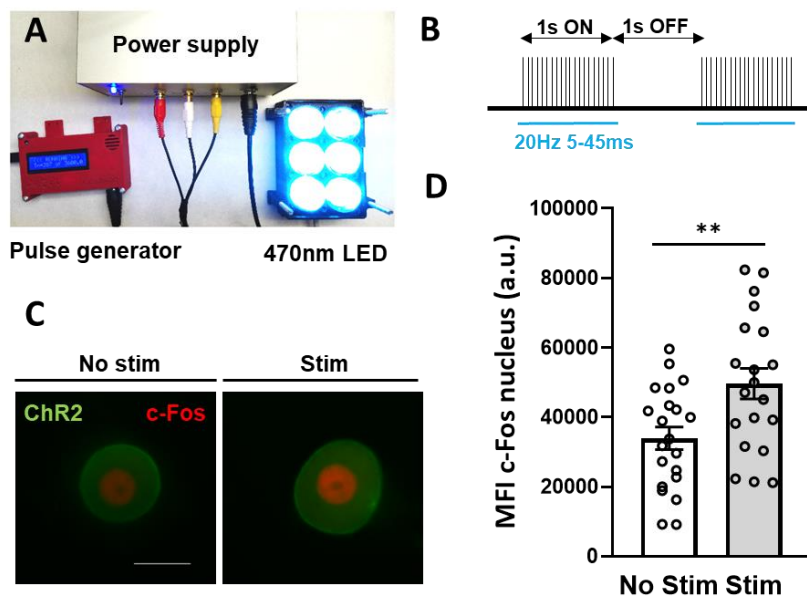 A
Power supply
Pulse generator
470nm LED
B
1s ON
1s OFF
20Hz 5-45ms
C
No stim
Stim
ChR2
c-Fos
D
MFI c-Fos nucleus (a.u.)
100000
80000
60000
40000
20000
0
**
No Stim
Stim